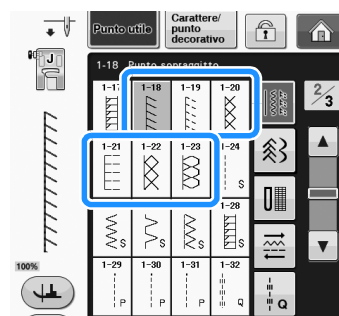 Punto utile
Carattere/
punto
decorativo
J
1-18 Punto sopraggitto
2/3
1-17 1-18 1-19 1-20
1-21 1-22 1-23 1-24
S
1-28
S S S S
1-29 1-30 1-31 1-32
P P Q
100%
Q